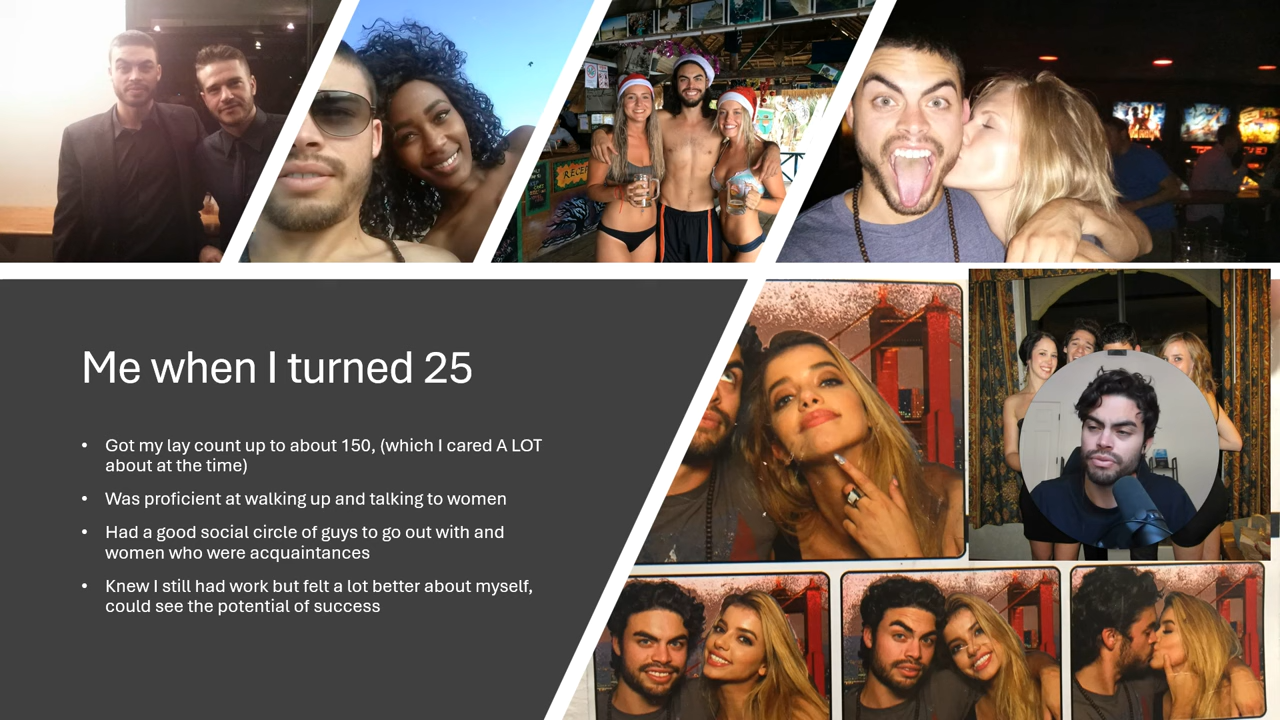 RECEP
Me when I turned 25
• Got my lay count up to about 150, (which I cared A LOT
about at the time)
• Was proficient at walking up and talking to women
• Had a good social circle of guys to go out with and
women who were acquaintances
• Knew I still had work but felt a lot better about myself,
could see the potential of success